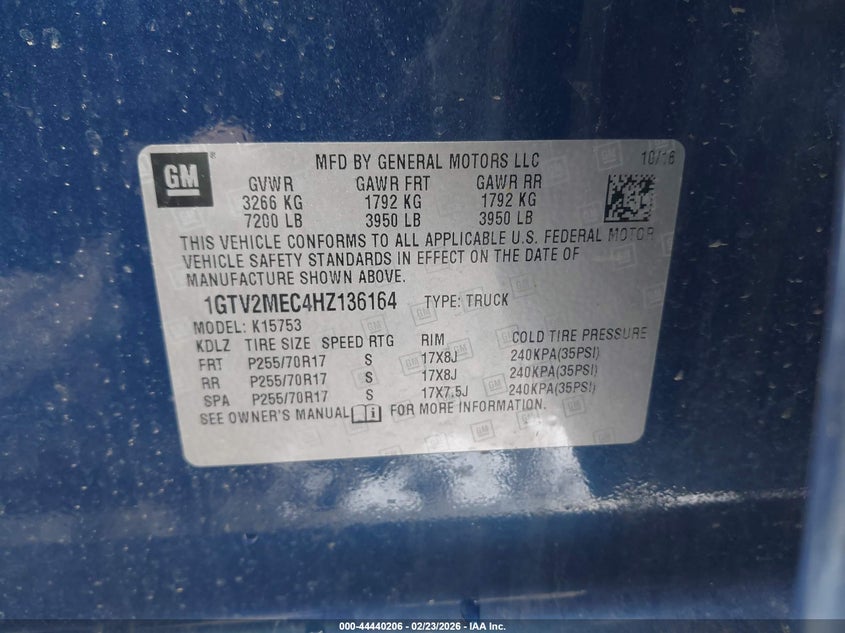 GM®
MFD BY GENERAL MOTORS LLC 10/16
GVWR GAWR FRT GAWR RR
3266 KG 1792 KG 1792 KG
7200 LB 3950 LB 3950 LB
THIS VEHICLE CONFORMS TO ALL APPLICABLE U.S. FEDERAL MOTOR
VEHICLE SAFETY STANDARDS IN EFFECT ON THE DATE OF
MANUFACTURE SHOWN ABOVE.
1GTV2MEC4HZ136164 TYPE: TRUCK
MODEL: K15753
KDLZ TIRE SIZE SPEED RTG RIM COLD TIRE PRESSURE
FRT P255/70R17 S 17X8J 240KPA(35PSI)
RR P255/70R17 S 17X8J 240KPA(35PSI)
SPA P255/70R17 S 17X7.5J 240KPA(35PSI)
SEE OWNER'S MANUAL FOR MORE INFORMATION.
000-44440206 - 02/23/2026 - IAA Inc.